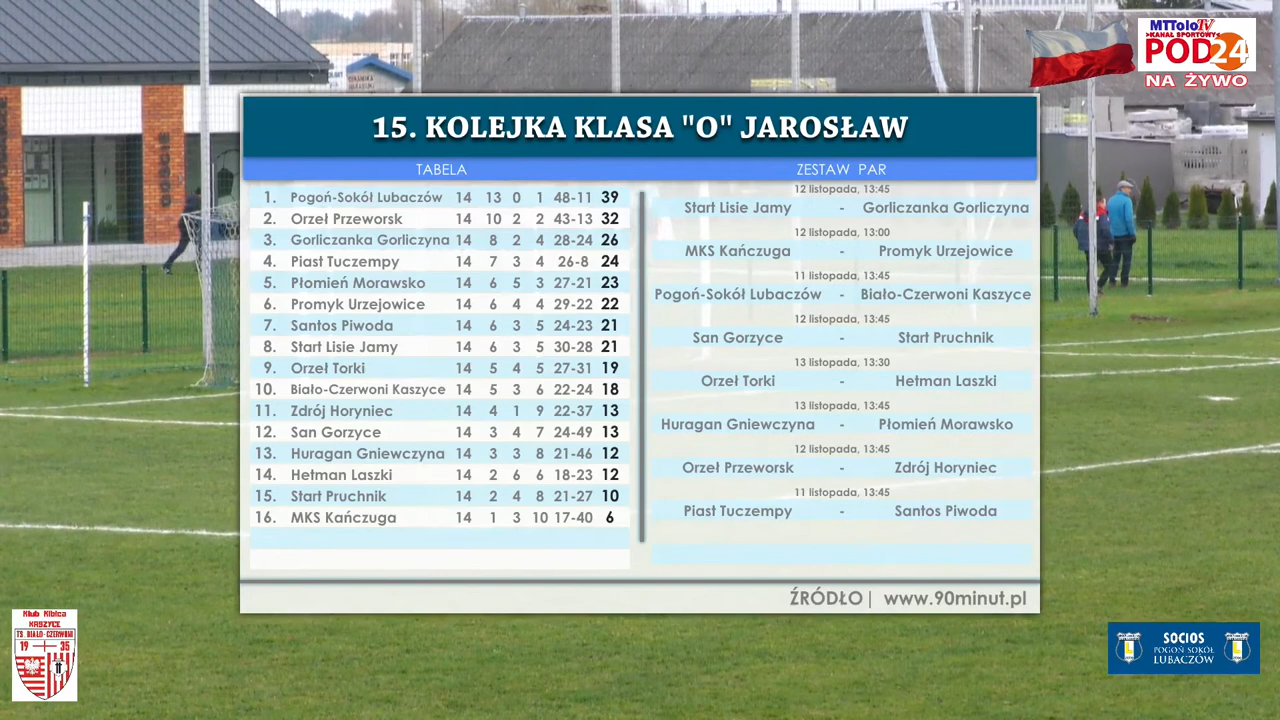 MTToloTV
>KANAŁ SPORTOWY<
POD24
NA ŻYWO
15. KOLEJKA KLASA "O" JAROSŁAW
TABELA
1. Pogoń-Sokół Lubaczów 14 13 0 1 48-11 39
2. Orzeł Przeworsk 14 10 2 2 43-13 32
3. Gorliczanka Gorliczyna 14 8 2 4 28-24 26
4. Piast Tuczempy 14 7 3 4 26-8 24
5. Płomień Morawsko 14 6 5 3 27-21 23
6. Promyk Urzejowice 14 6 4 4 29-22 22
7. Santos Piwoda 14 6 3 5 24-23 21
8. Start Lisie Jamy 14 6 3 5 30-28 21
9. Orzeł Torki 14 5 4 5 27-31 19
10. Biało-Czerwoni Kaszyce 14 5 3 6 22-24 18
11. Zdrój Horyniec 14 4 1 9 22-37 13
12. San Gorzyce 14 3 4 7 24-49 13
13. Huragan Gniewczyna 14 3 3 8 21-46 12
14. Hetman Laszki 14 2 6 6 18-23 12
15. Start Pruchnik 14 2 4 8 21-27 10
16. MKS Kańczuga 14 1 3 10 17-40 6
ZESTAW PAR
12 listopada, 13:45
Start Lisie Jamy - Gorliczanka Gorliczyna
12 listopada, 13:00
MKS Kańczuga - Promyk Urzejowice
11 listopada, 13:45
Pogoń-Sokół Lubaczów - Biało-Czerwoni Kaszyce
12 listopada, 13:45
San Gorzyce - Start Pruchnik
13 listopada, 13:30
Orzeł Torki - Hetman Laszki
13 listopada, 13:45
Huragan Gniewczyna - Płomień Morawsko
12 listopada, 13:45
Orzeł Przeworsk - Zdrój Horyniec
11 listopada, 13:45
Piast Tuczempy - Santos Piwoda
ŹRÓDŁO | www.90minut.pl
Klub Kibica
KASZYCE
TS BIAŁO-CZERWONI
19 35
SOCIOS
POGOŃ SOKÓŁ
LUBACZÓW